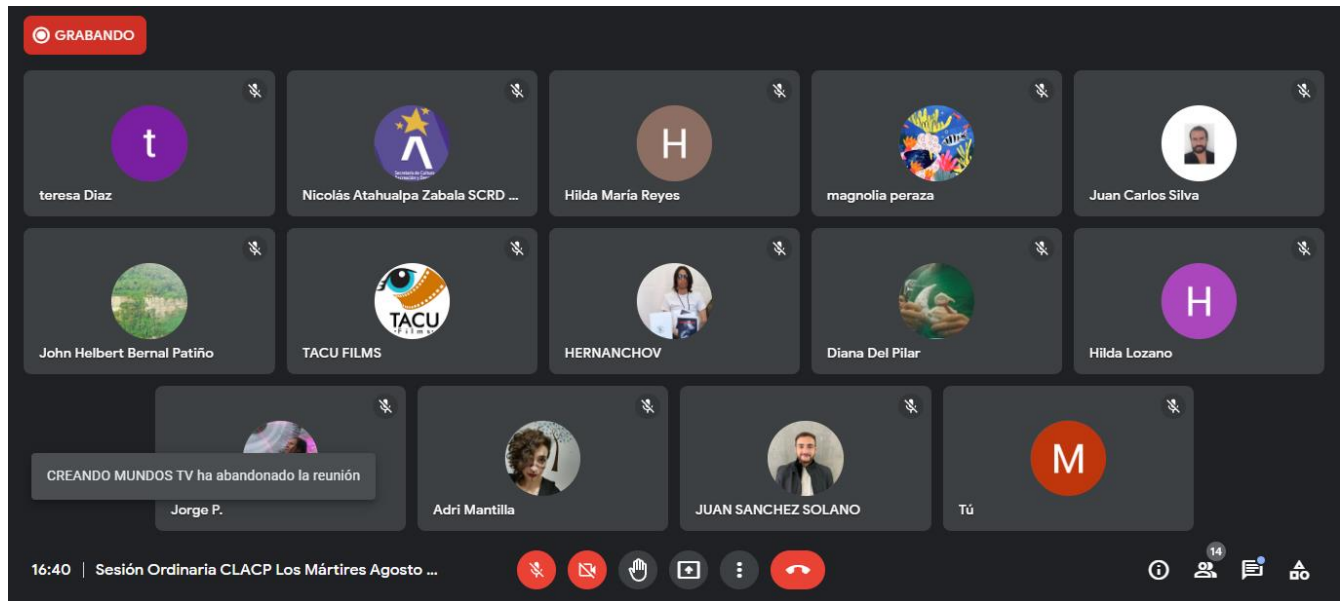 GRABANDO
t
teresa Diaz
Nicolás Atahualpa Zabala SCRD ...
H
Hilda María Reyes
magnolia peraza
Juan Carlos Silva
John Helbert Bernal Patiño
TACU
Films
TACU FILMS
HERNANCHOV
Diana Del Pilar
H
Hilda Lozano
CREANDO MUNDOS TV ha abandonado la reunión
Jorge P.
Adri Mantilla
JUAN SANCHEZ SOLANO
M
Tú
16:40 | Sesión Ordinaria CLACP Los Mártires Agosto ...
14